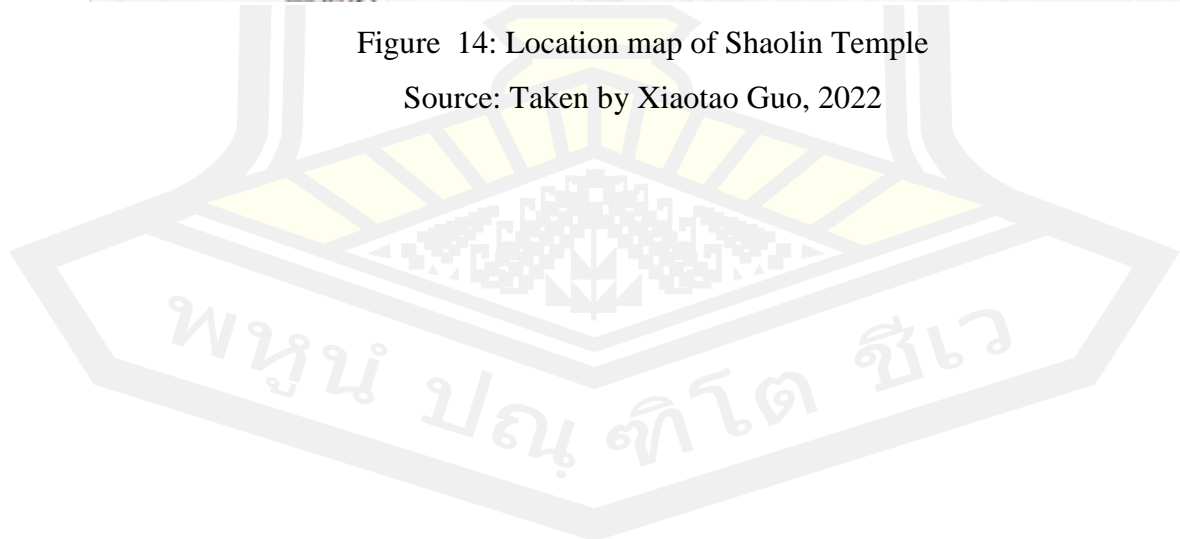 Figure 14: Location map of Shaolin Temple
Source: Taken by Xiaotao Guo, 2022
พหูนํ ปณฺฑิโต ชีเว